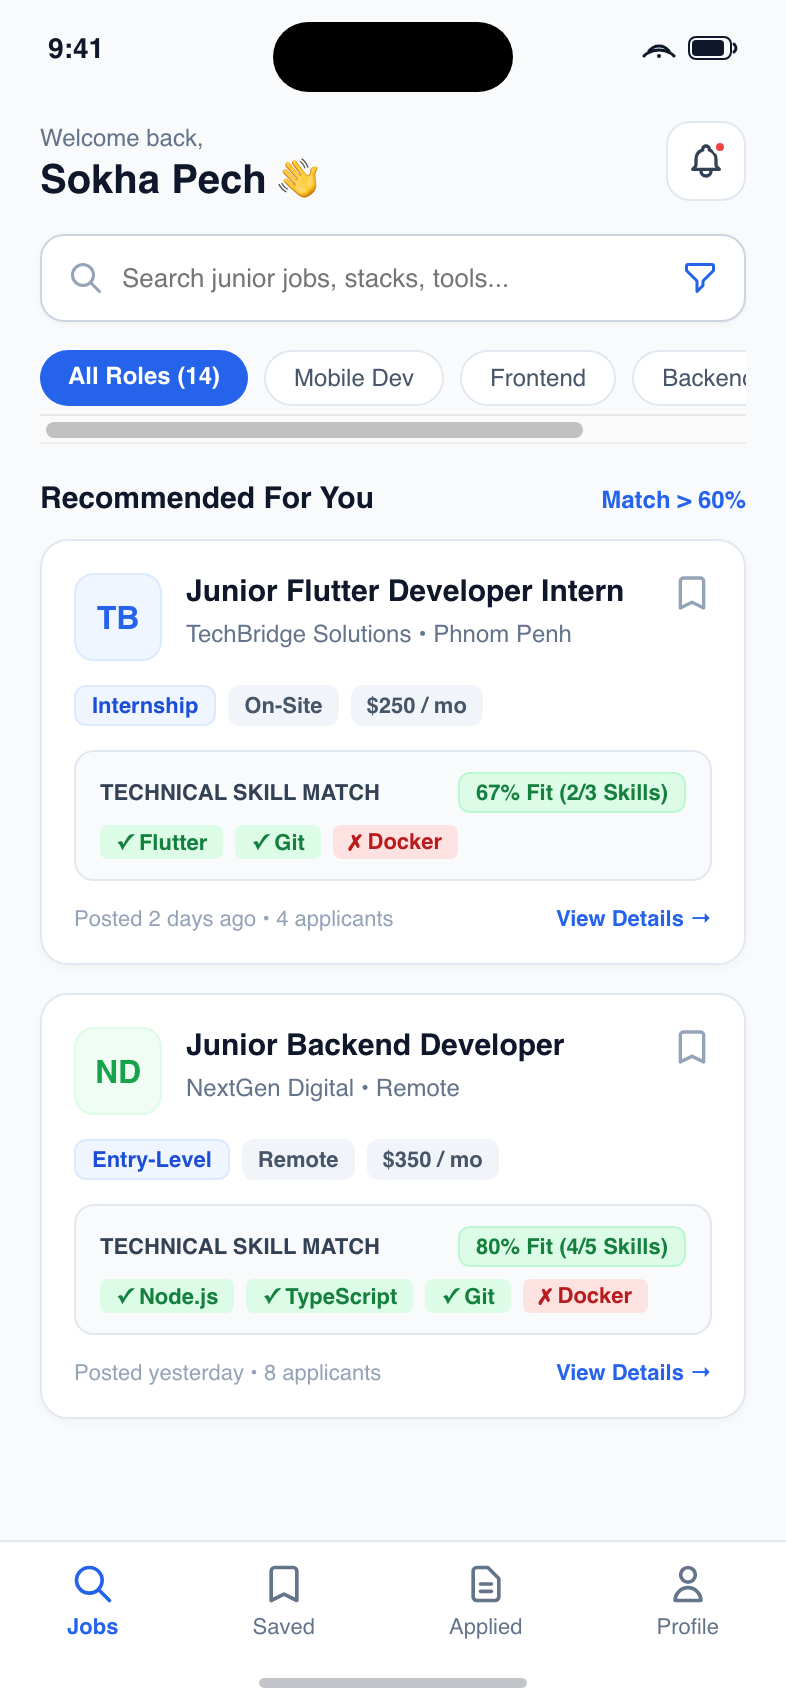 9:41
Welcome back,
Sokha Pech 👋
Search junior jobs, stacks, tools...
All Roles (14) Mobile Dev Frontend Backend
Recommended For You Match > 60%
TB Junior Flutter Developer Intern
TechBridge Solutions • Phnom Penh
Internship On-Site $250 / mo
TECHNICAL SKILL MATCH 67% Fit (2/3 Skills)
✓ Flutter ✓ Git ✗ Docker
Posted 2 days ago • 4 applicants View Details →
ND Junior Backend Developer
NextGen Digital • Remote
Entry-Level Remote $350 / mo
TECHNICAL SKILL MATCH 80% Fit (4/5 Skills)
✓ Node.js ✓ TypeScript ✓ Git ✗ Docker
Posted yesterday • 8 applicants View Details →
Jobs Saved Applied Profile